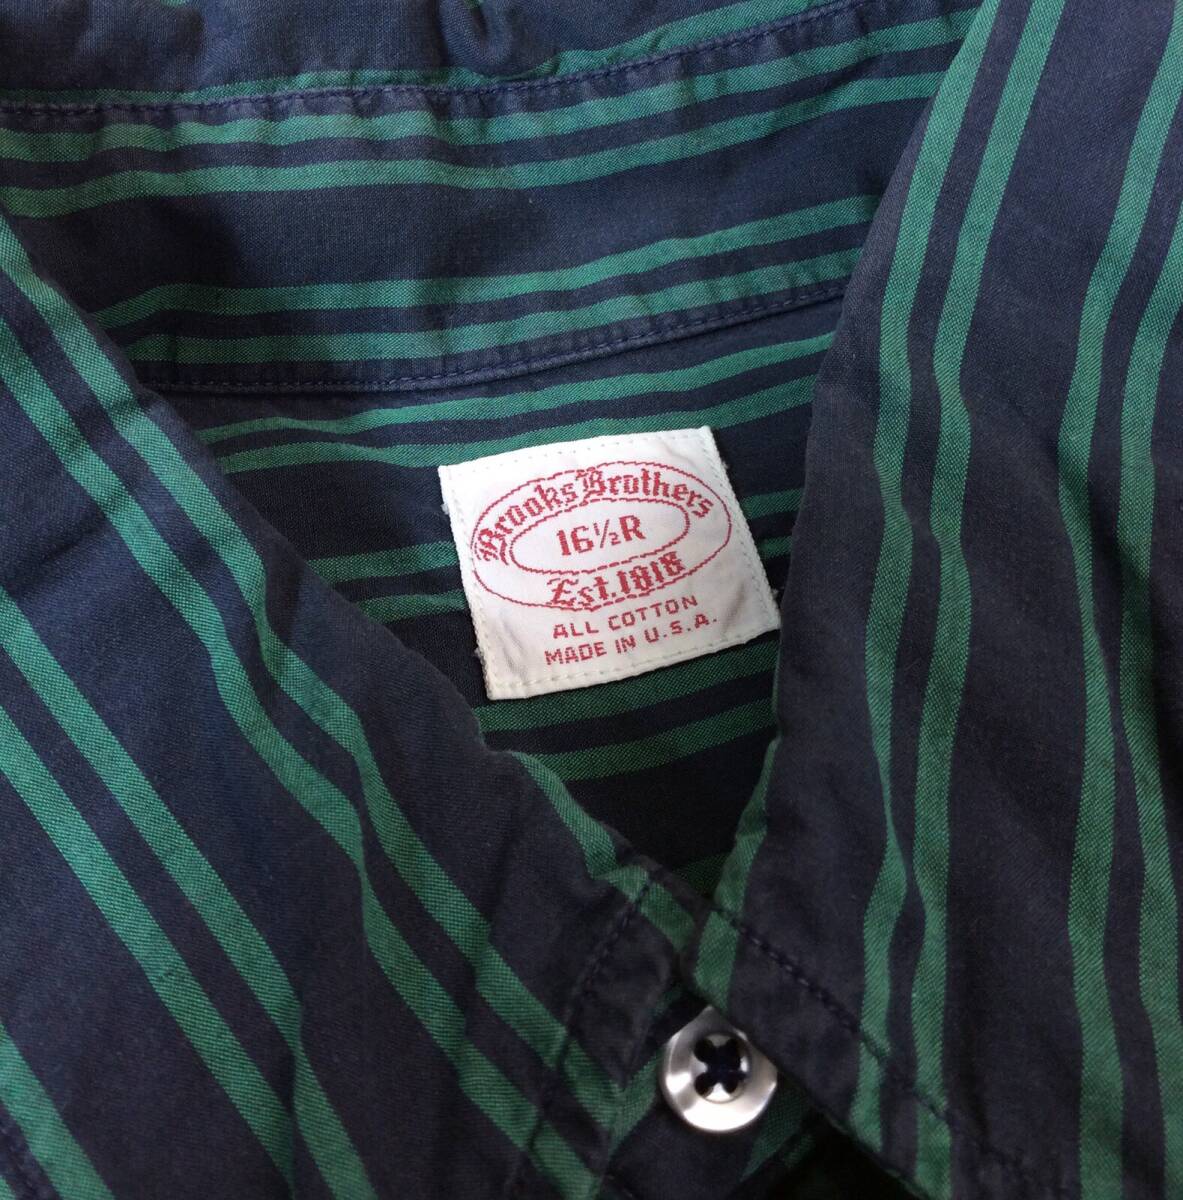 Brooks Brothers
16½R
Est. 1818
ALL COTTON
MADE IN U.S.A.